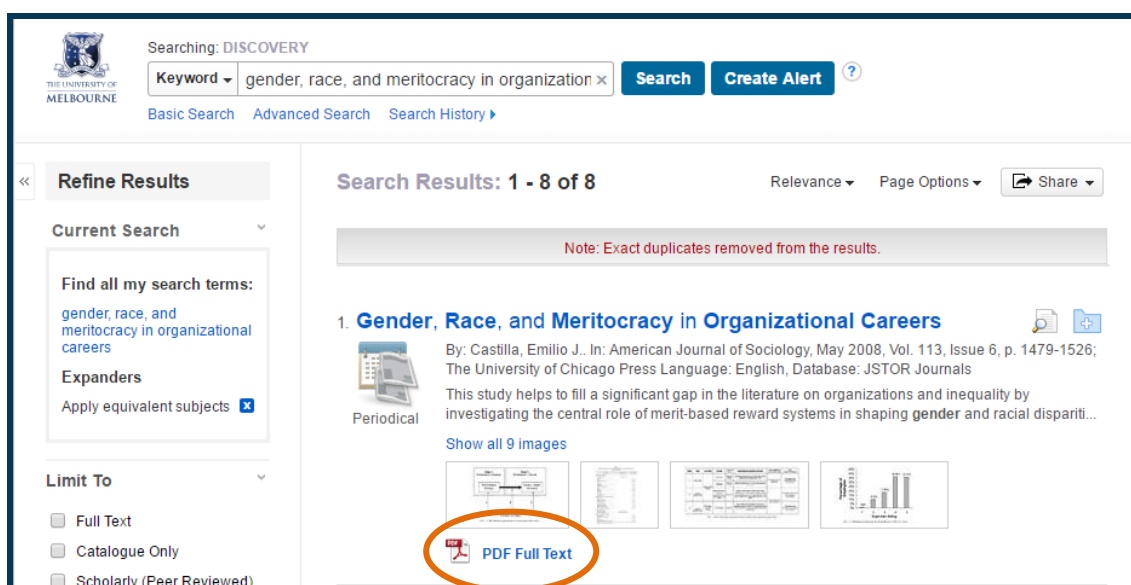 THE UNIVERSITY OF
MELBOURNE
Searching: DISCOVERY
Keyword
gender, race, and meritocracy in organization ×
Search
Create Alert
?
Basic Search Advanced Search Search History
«
Refine Results
Current Search
Find all my search terms:
gender, race, and
meritocracy in organizational
careers
Expanders
Apply equivalent subjects x
Limit To
Full Text
Catalogue Only
Scholarly (Peer Reviewed)
Search Results: 1 - 8 of 8
Relevance Page Options Share
Note: Exact duplicates removed from the results.
1. Gender, Race, and Meritocracy in Organizational Careers
Periodical
By: Castilla, Emilio J.. In: American Journal of Sociology, May 2008, Vol. 113, Issue 6, p. 1479-1526;
The University of Chicago Press Language: English, Database: JSTOR Journals
This study helps to fill a significant gap in the literature on organizations and inequality by
investigating the central role of merit-based reward systems in shaping gender and racial dispariti...
Show all 9 images
PDF
PDF Full Text